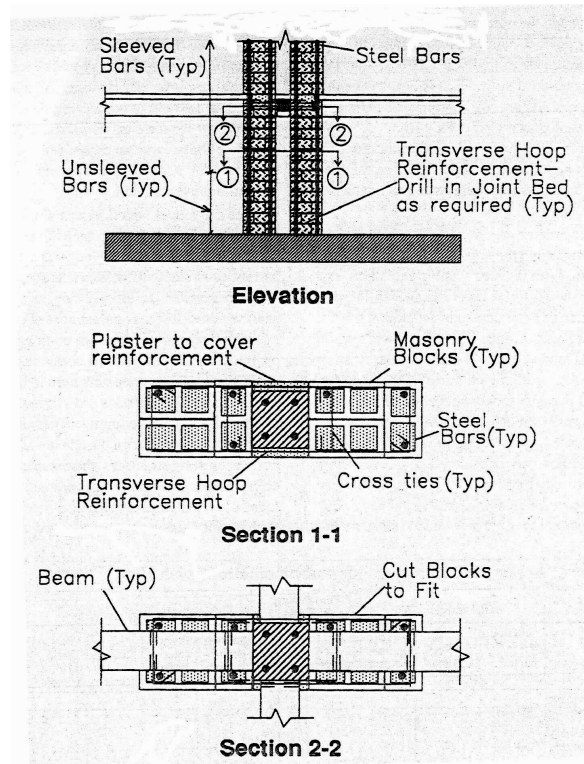 Sleeved
Bars (Typ)
Steel Bars
2
2
Unsleeved
Bars (Typ)
1
1
Transverse Hoop
Reinforcement–
Drill in Joint Bed
as required (Typ)
Elevation
Plaster to cover
reinforcement
Masonry
Blocks (Typ)
Steel
Bars(Typ)
Transverse Hoop
Reinforcement
Cross ties (Typ)
Section 1-1
Beam (Typ)
Cut Blocks
to Fit
Section 2-2